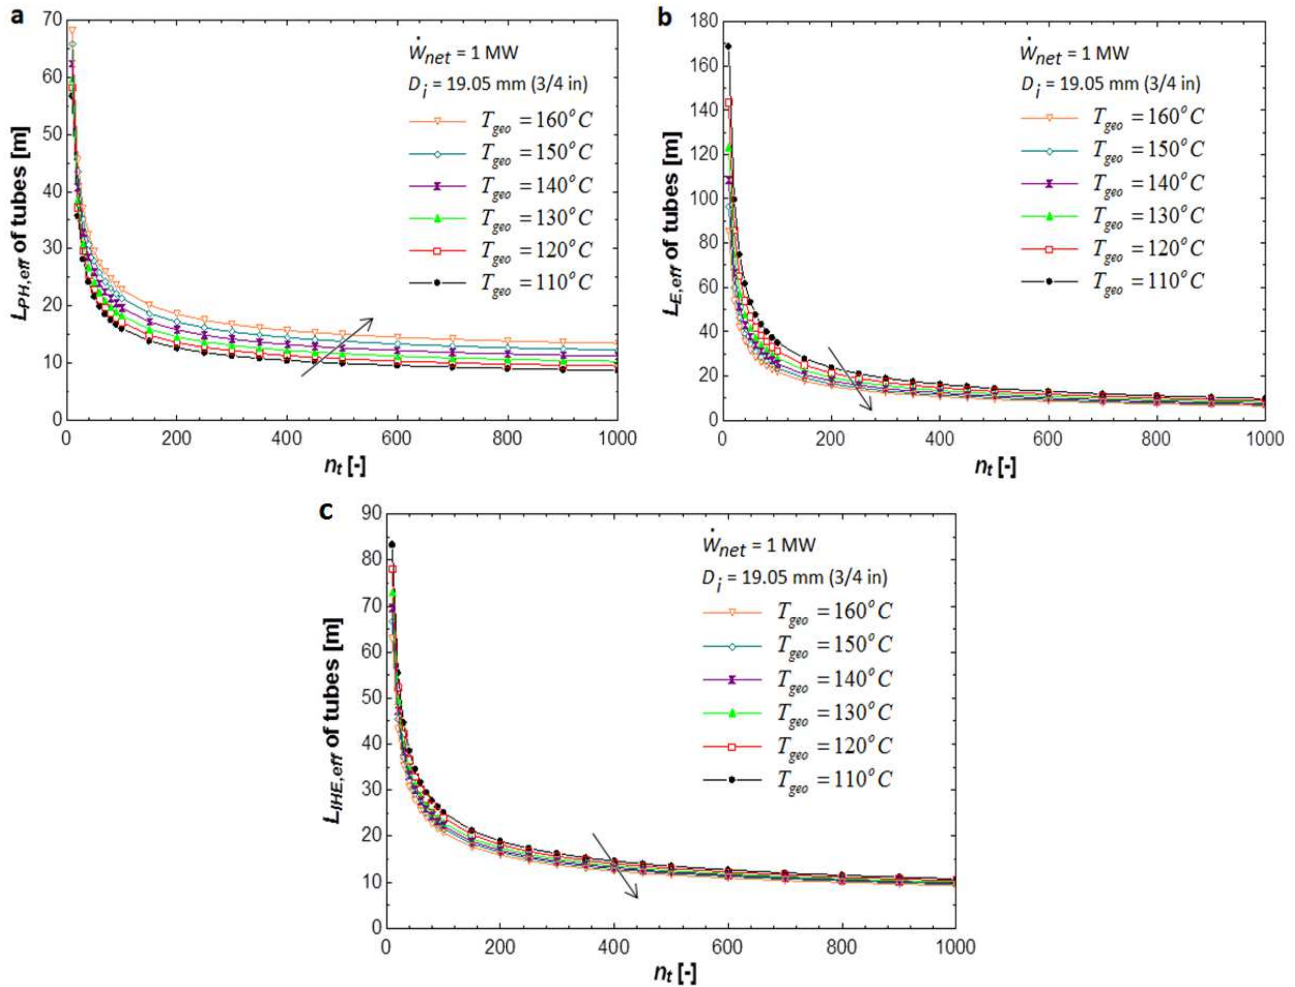 a
L_PH,eff of tubes [m]
70
60
50
40
30
20
10
0
Ẇ_net = 1 MW
D_i = 19.05 mm (3/4 in)
T_geo = 160°C
T_geo = 150°C
T_geo = 140°C
T_geo = 130°C
T_geo = 120°C
T_geo = 110°C
0 200 400 600 800 1000
n_t [-]
b
L_E,eff of tubes [m]
180
160
140
120
100
80
60
40
20
0
Ẇ_net = 1 MW
D_i = 19.05 mm (3/4 in)
T_geo = 160°C
T_geo = 150°C
T_geo = 140°C
T_geo = 130°C
T_geo = 120°C
T_geo = 110°C
0 200 400 600 800 1000
n_t [-]
c
L_IHE,eff of tubes [m]
90
80
70
60
50
40
30
20
10
0
Ẇ_net = 1 MW
D_i = 19.05 mm (3/4 in)
T_geo = 160°C
T_geo = 150°C
T_geo = 140°C
T_geo = 130°C
T_geo = 120°C
T_geo = 110°C
0 200 400 600 800 1000
n_t [-]